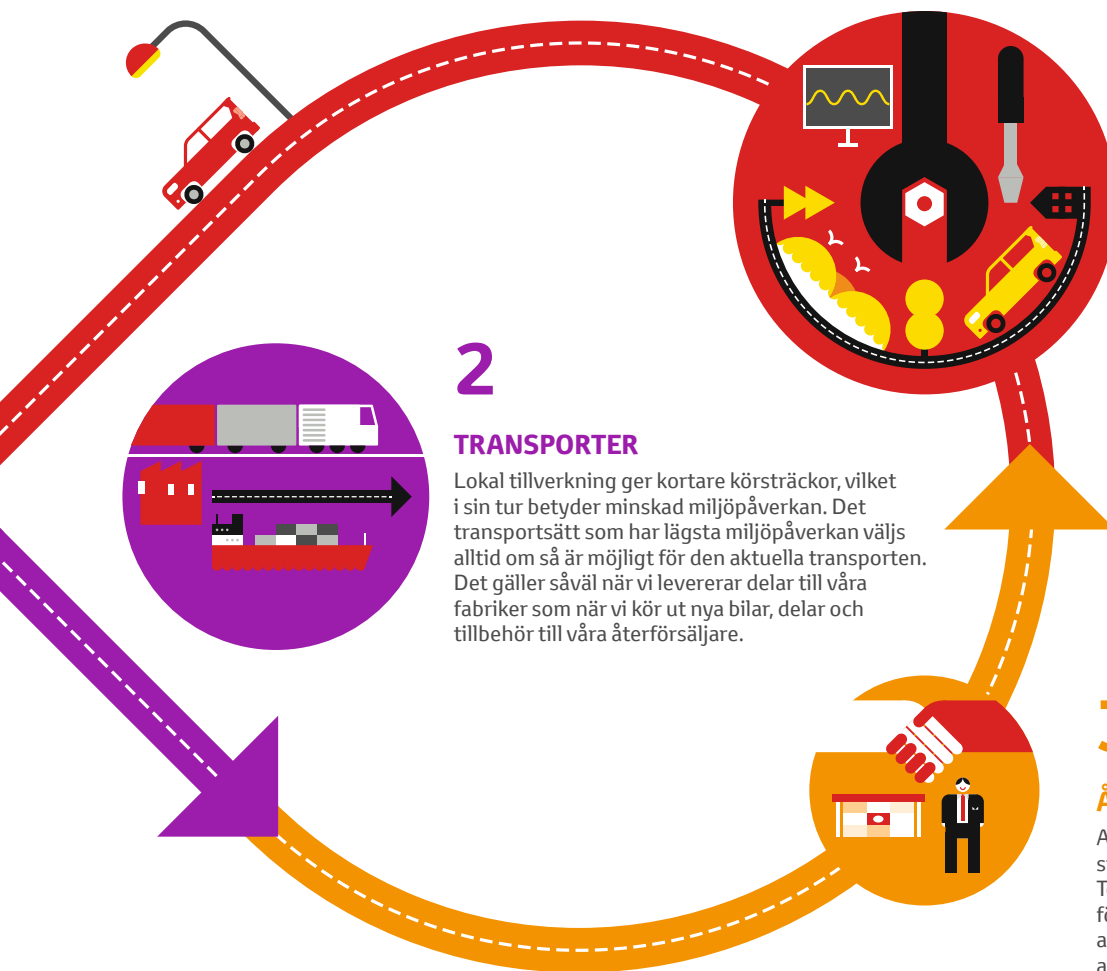 2
TRANSPORTER
Lokal tillverkning ger kortare körsträckor, vilket
i sin tur betyder minskad miljöpåverkan. Det
transportsätt som har lägsta miljöpåverkan väljs
alltid om så är möjligt för den aktuella transporten.
Det gäller såväl när vi levererar delar till våra
fabriker som när vi kör ut nya bilar, delar och
tillbehör till våra återförsäljare.